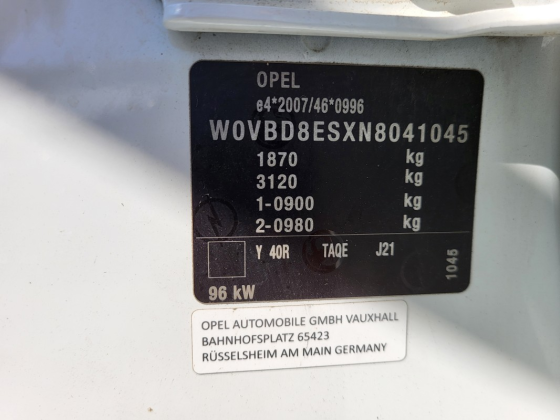 OPEL
e4*2007/46*0996
W0VBD8ESXN8041045
1870 kg
3120 kg
1-0900 kg
2-0980 kg
Y 40R TAQE J21
1045
96 kW
OPEL AUTOMOBILE GMBH VAUXHALL
BAHNHOFSPLATZ 65423
RÜSSELSHEIM AM MAIN GERMANY